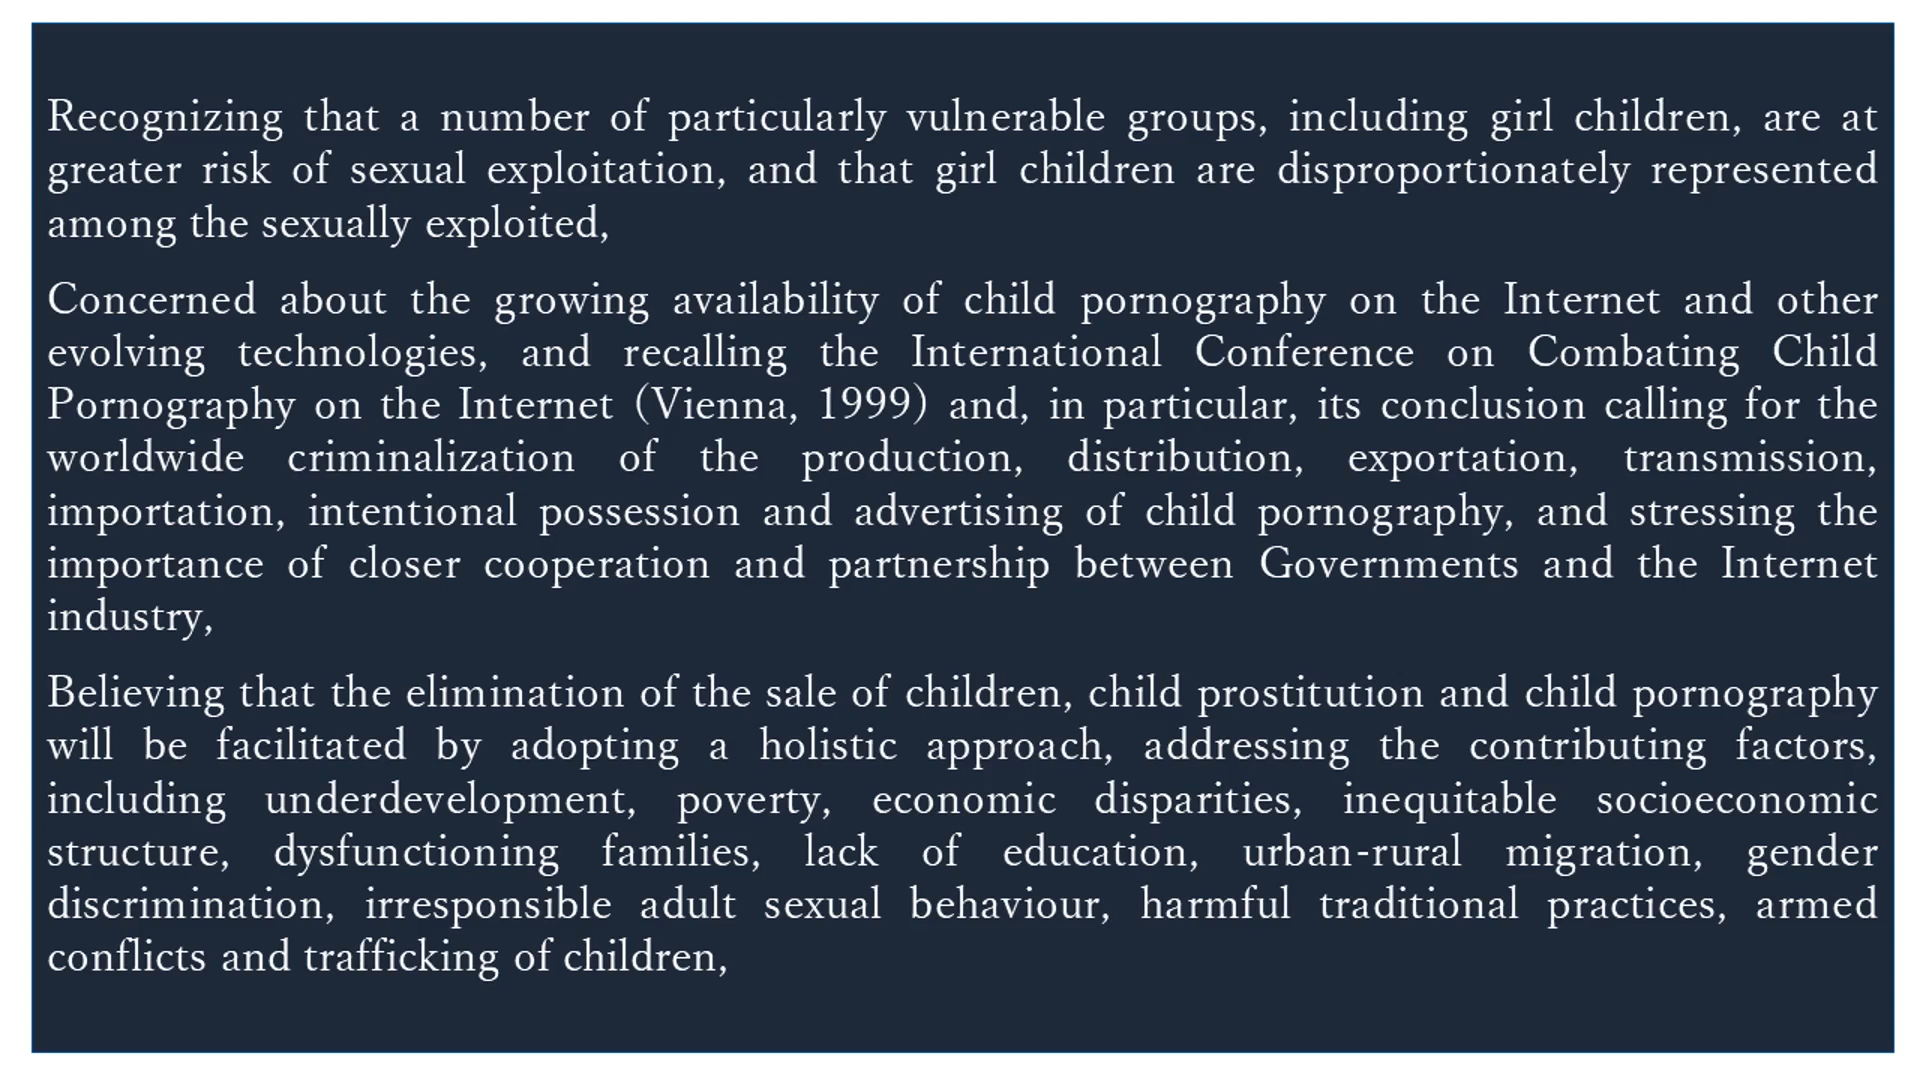 Recognizing that a number of particularly vulnerable groups, including girl children, are at
greater risk of sexual exploitation, and that girl children are disproportionately represented
among the sexually exploited,
Concerned about the growing availability of child pornography on the Internet and other
evolving technologies, and recalling the International Conference on Combating Child
Pornography on the Internet (Vienna, 1999) and, in particular, its conclusion calling for the
worldwide criminalization of the production, distribution, exportation, transmission,
importation, intentional possession and advertising of child pornography, and stressing the
importance of closer cooperation and partnership between Governments and the Internet
industry,
Believing that the elimination of the sale of children, child prostitution and child pornography
will be facilitated by adopting a holistic approach, addressing the contributing factors,
including underdevelopment, poverty, economic disparities, inequitable socioeconomic
structure, dysfunctioning families, lack of education, urban-rural migration, gender
discrimination, irresponsible adult sexual behaviour, harmful traditional practices, armed
conflicts and trafficking of children,